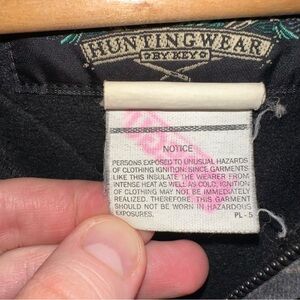 HUNTINGWEAR
BY KEY
NOTICE
PERSONS EXPOSED TO UNUSUAL HAZARDS
OF CLOTHING IGNITION: SINCE GARMENTS
LIKE THIS INSULATE THE WEARER FROM
INTENSE HEAT AS WELL AS COLD, IGNITION
OF CLOTHING MAY NOT BE IMMEDIATELY
REALIZED. THEREFORE, THIS GARMENT
SHOULD NOT BE WORN IN HAZARDOUS
EXPOSURES.
PL - 5